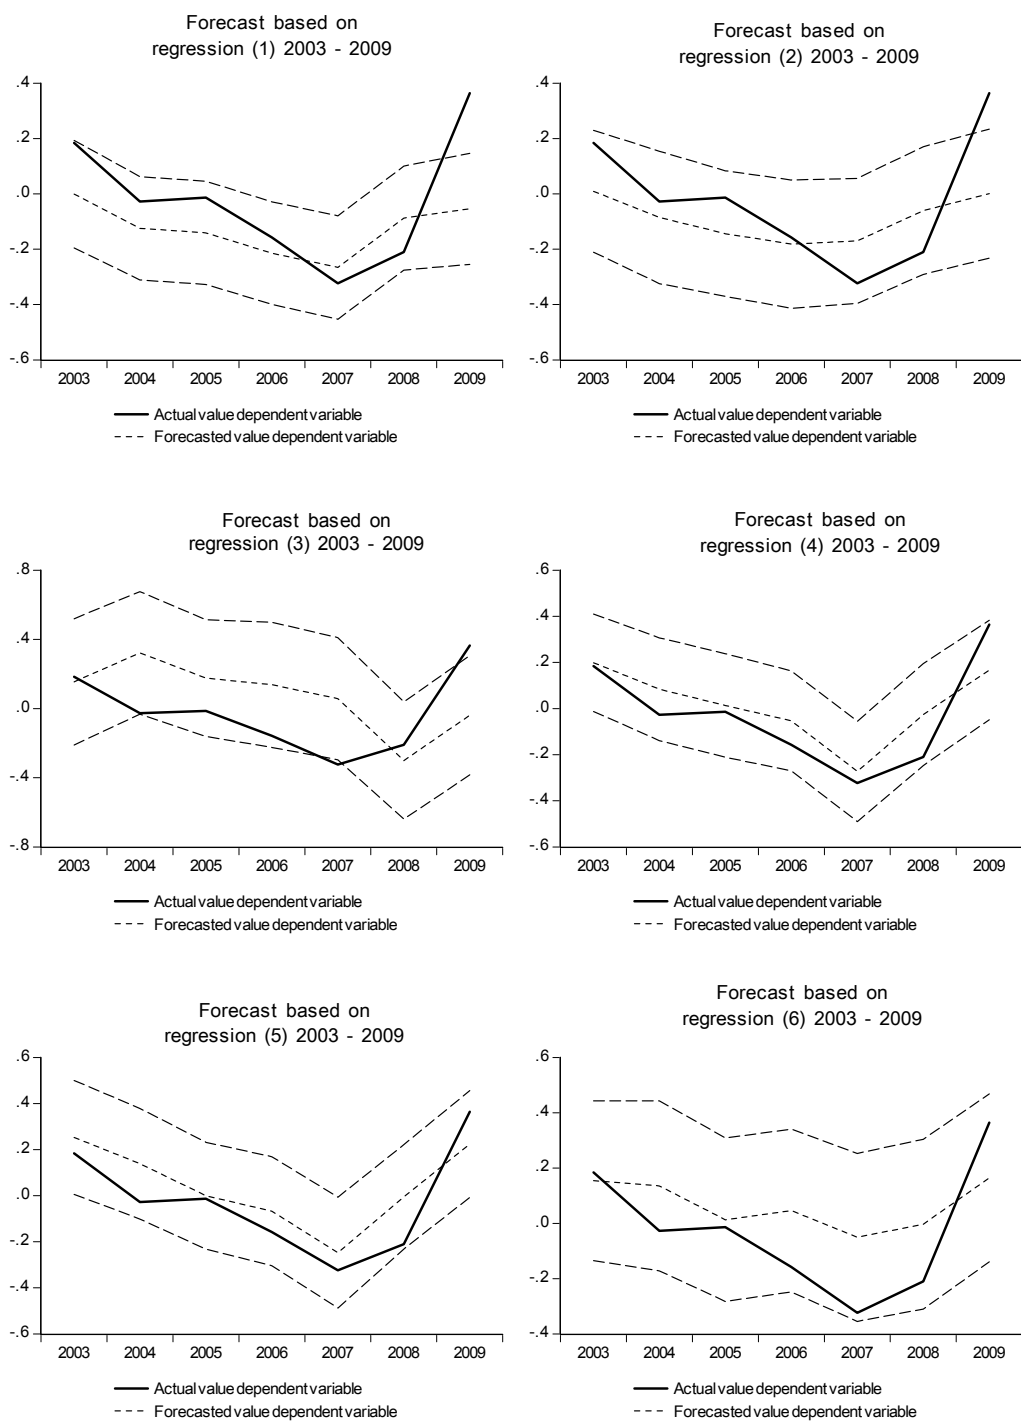 Forecast based on
regression (1) 2003 - 2009
.4
.2
.0
-.2
-.4
-.6
2003 2004 2005 2006 2007 2008 2009
Actual value dependent variable
Forecasted value dependent variable
Forecast based on
regression (2) 2003 - 2009
.4
.2
.0
-.2
-.4
-.6
2003 2004 2005 2006 2007 2008 2009
Actual value dependent variable
Forecasted value dependent variable
Forecast based on
regression (3) 2003 - 2009
.8
.4
.0
-.4
-.8
2003 2004 2005 2006 2007 2008 2009
Actual value dependent variable
Forecasted value dependent variable
Forecast based on
regression (4) 2003 - 2009
.6
.4
.2
.0
-.2
-.4
-.6
2003 2004 2005 2006 2007 2008 2009
Actual value dependent variable
Forecasted value dependent variable
Forecast based on
regression (5) 2003 - 2009
.6
.4
.2
.0
-.2
-.4
-.6
2003 2004 2005 2006 2007 2008 2009
Actual value dependent variable
Forecasted value dependent variable
Forecast based on
regression (6) 2003 - 2009
.6
.4
.2
.0
-.2
-.4
2003 2004 2005 2006 2007 2008 2009
Actual value dependent variable
Forecasted value dependent variable